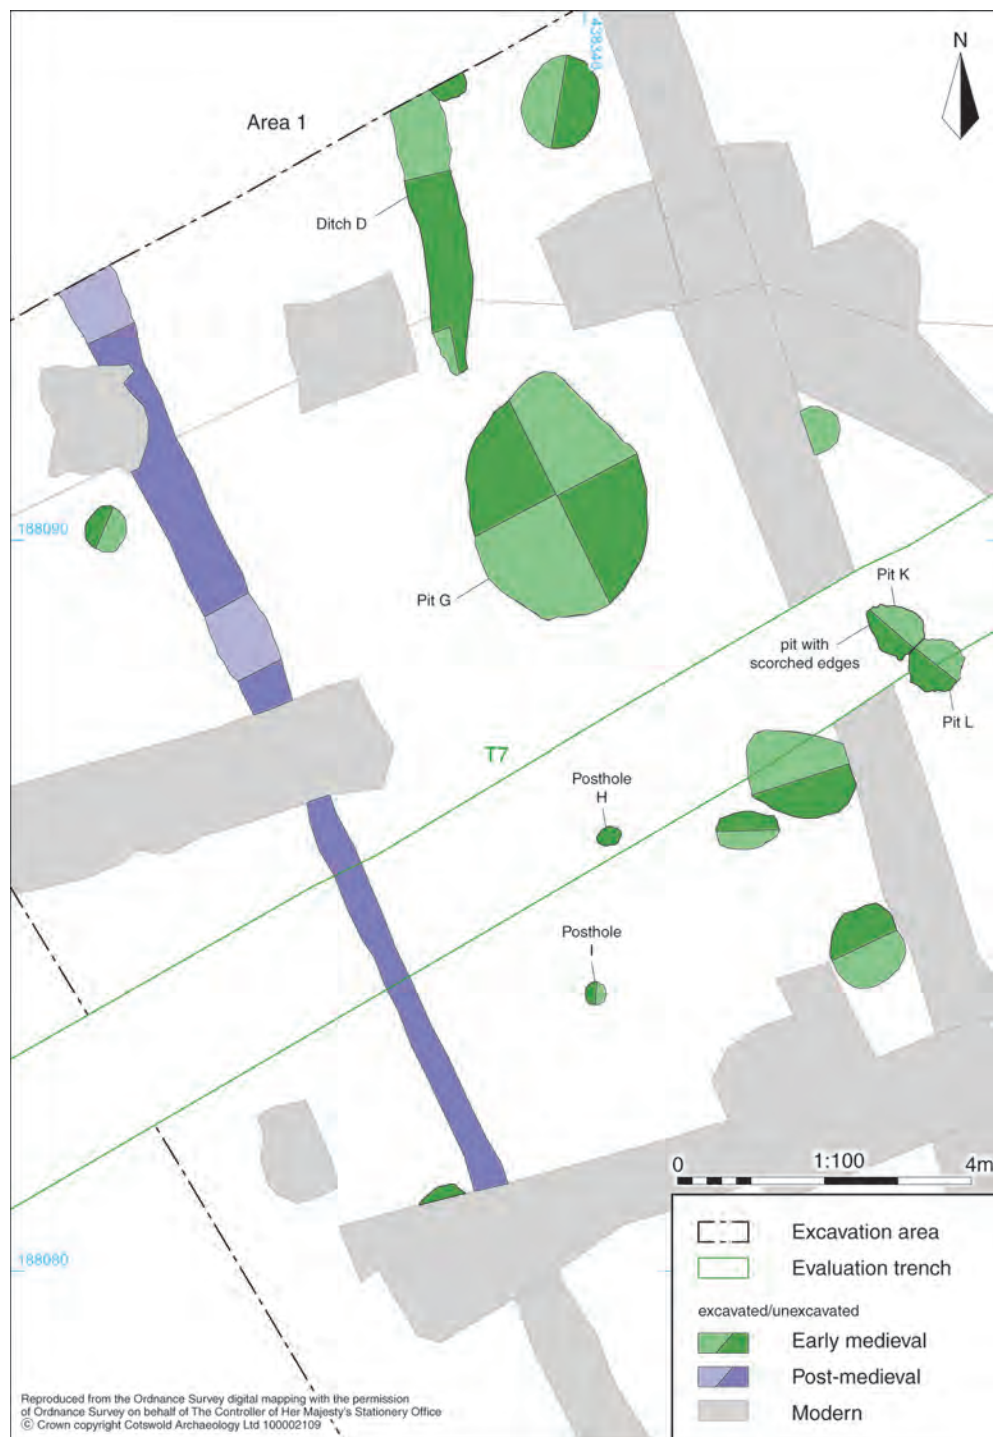 438340
N
Area 1
Ditch D
188090
Pit G
Pit K
pit with
scorched edges
Pit L
T7
Posthole
H
Posthole
I
188080
0 1:100 4m
Excavation area
Evaluation trench
excavated/unexcavated
Early medieval
Post-medieval
Modern
Reproduced from the Ordnance Survey digital mapping with the permission
of Ordnance Survey on behalf of The Controller of Her Majesty's Stationery Office
© Crown copyright Cotswold Archaeology Ltd 100002109